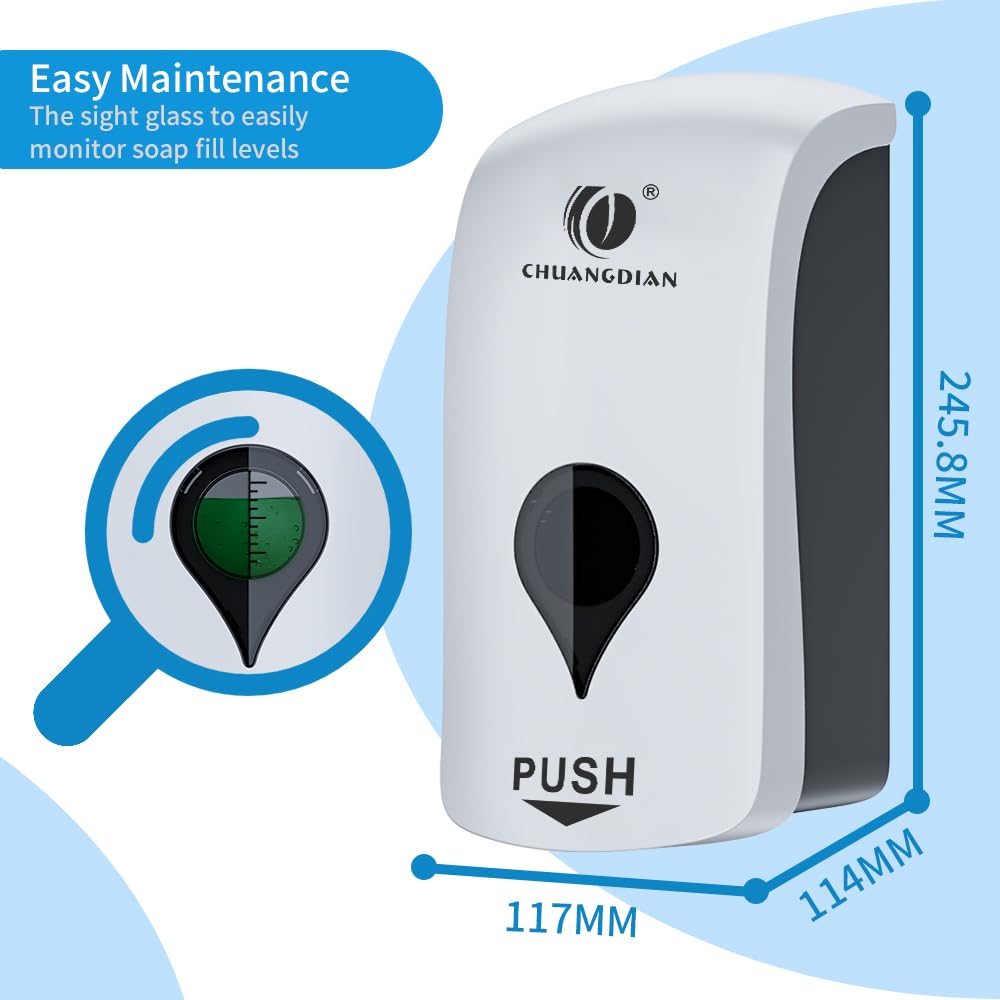 Easy Maintenance
The sight glass to easily
monitor soap fill levels
®
CHUANGDIAN
245.8MM
PUSH
114MM
117MM